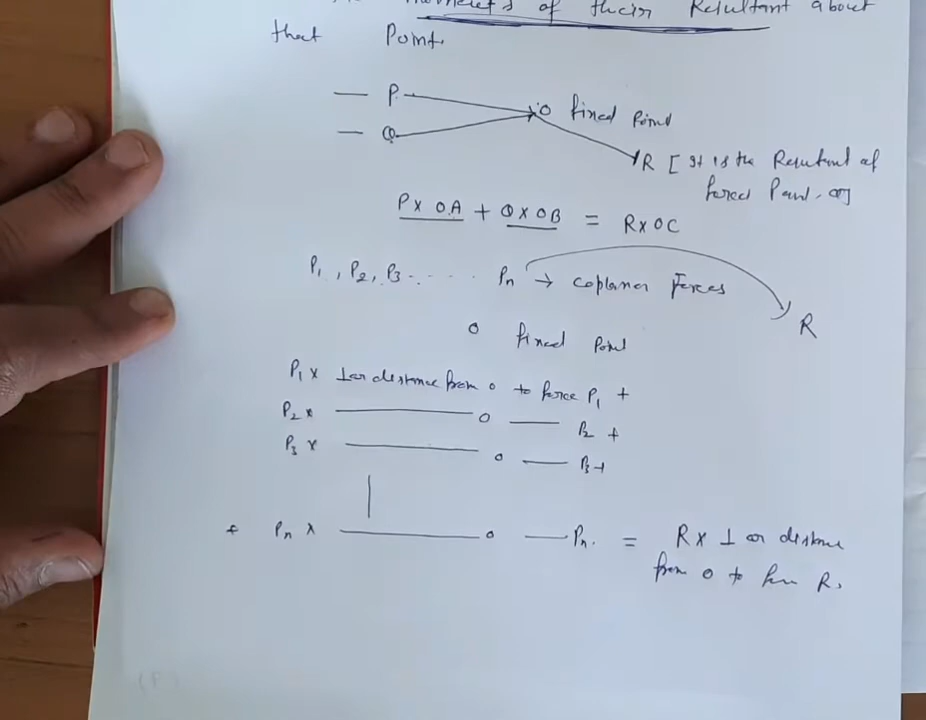 moments of their Resultant about
that Point.
— P
— Q
O fixed Point
R [ It is the Resultant of
forces P and Q]
P x OA + Q x OB = R x OC
P1, P2, P3 - . . . . . Pn → coplanar Forces
R
O fixed Point
P1 x ⊥ar distance from o to force P1 +
P2 x ——— o —— P2 +
P3 x ——— o —— P3 +
|
+ Pn x ——— o —— Pn. = R x ⊥ar distance
from o to R.